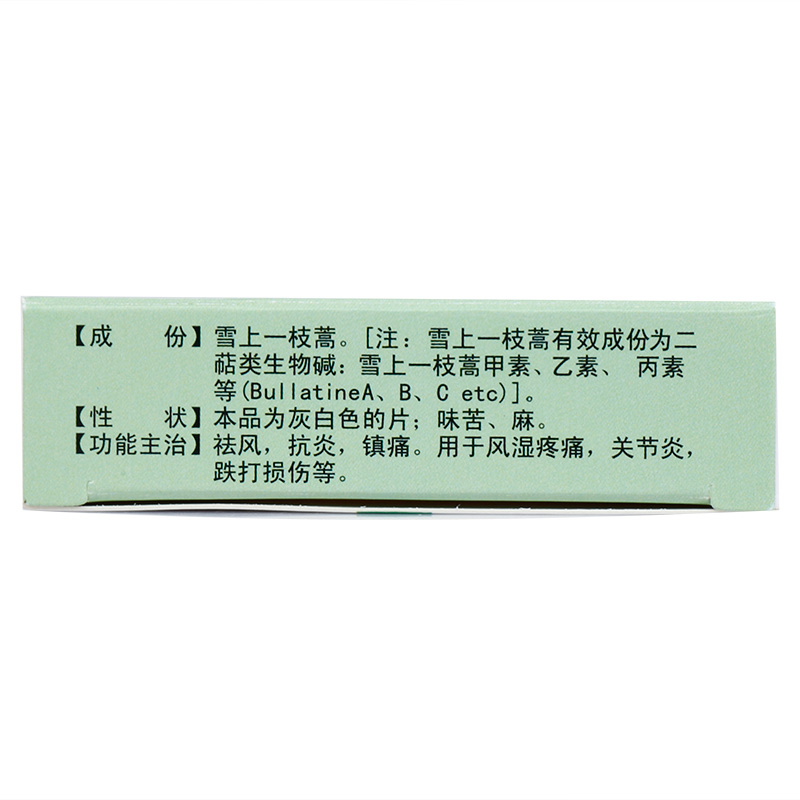 【成　　份】雪上一枝蒿。[注：雪上一枝蒿有效成份为二
萜类生物碱：雪上一枝蒿甲素、乙素、 丙素
等(BullatineA、B、C etc)]。
【性　　状】本品为灰白色的片；味苦、麻。
【功能主治】祛风，抗炎，镇痛。用于风湿疼痛，关节炎，
跌打损伤等。